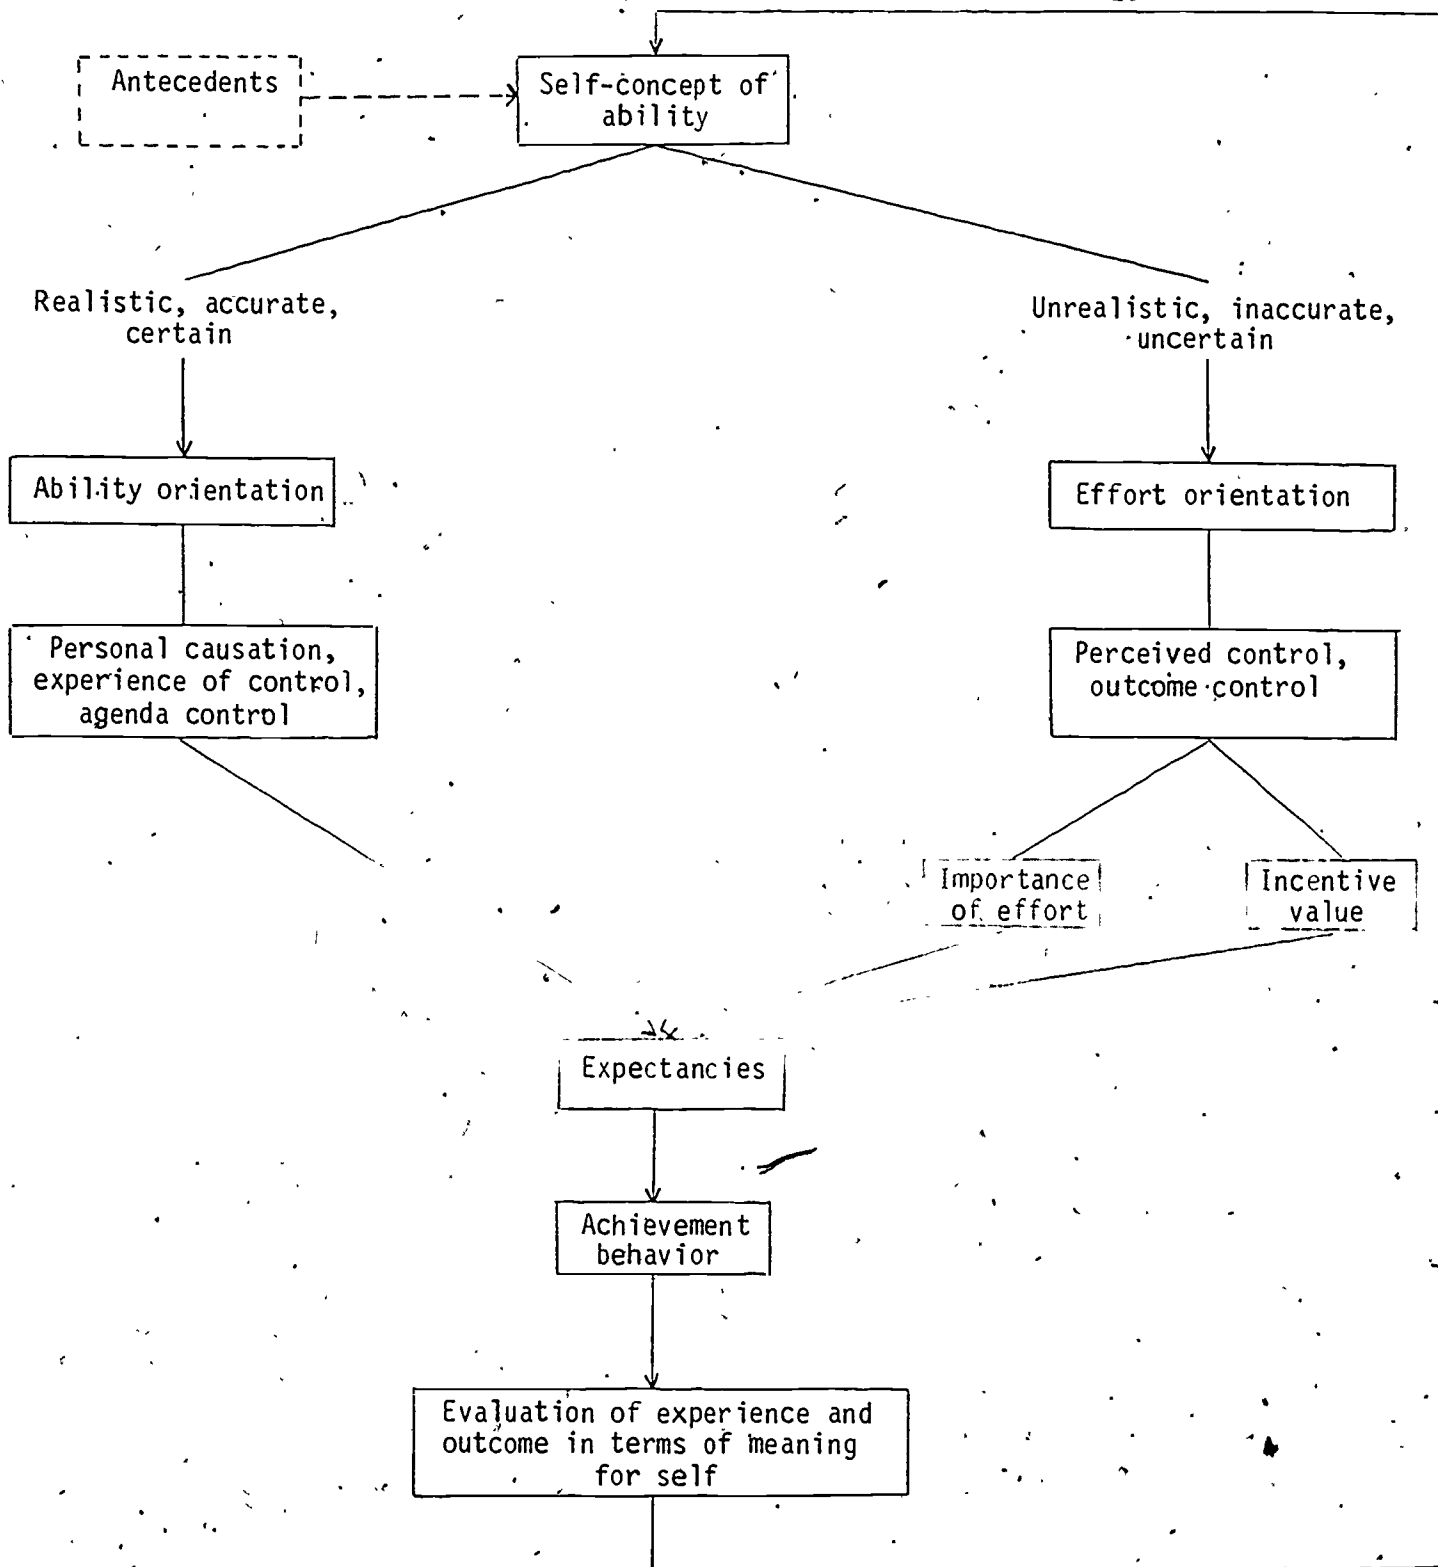 Antecedents
Self-concept of
ability
Realistic, accurate,
certain
Unrealistic, inaccurate,
uncertain
Ability orientation
Effort orientation
Personal causation,
experience of control,
agenda control
Perceived control,
outcome control
Importance
of effort
Incentive
value
Expectancies
Achievement
behavior
Evaluation of experience and
outcome in terms of meaning
for self